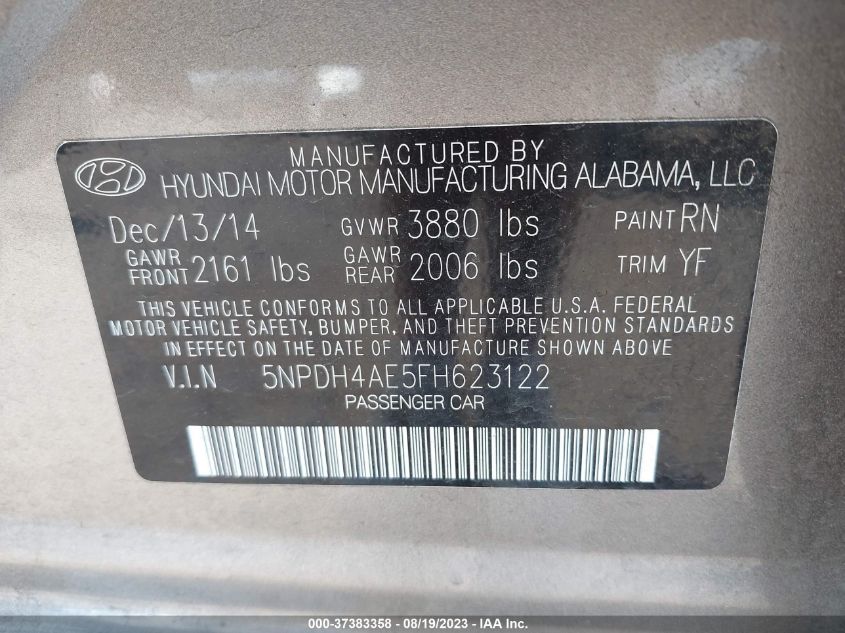 MANUFACTURED BY
HYUNDAI MOTOR MANUFACTURING ALABAMA, LLC
Dec/13/14 GVWR 3880 lbs PAINT RN
GAWR FRONT 2161 lbs GAWR REAR 2006 lbs TRIM YF
THIS VEHICLE CONFORMS TO ALL APPLICABLE U.S.A. FEDERAL
MOTOR VEHICLE SAFETY, BUMPER, AND THEFT PREVENTION STANDARDS
IN EFFECT ON THE DATE OF MANUFACTURE SHOWN ABOVE
V.I.N 5NPDH4AE5FH623122
PASSENGER CAR
000-37383358 - 08/19/2023 - IAA Inc.